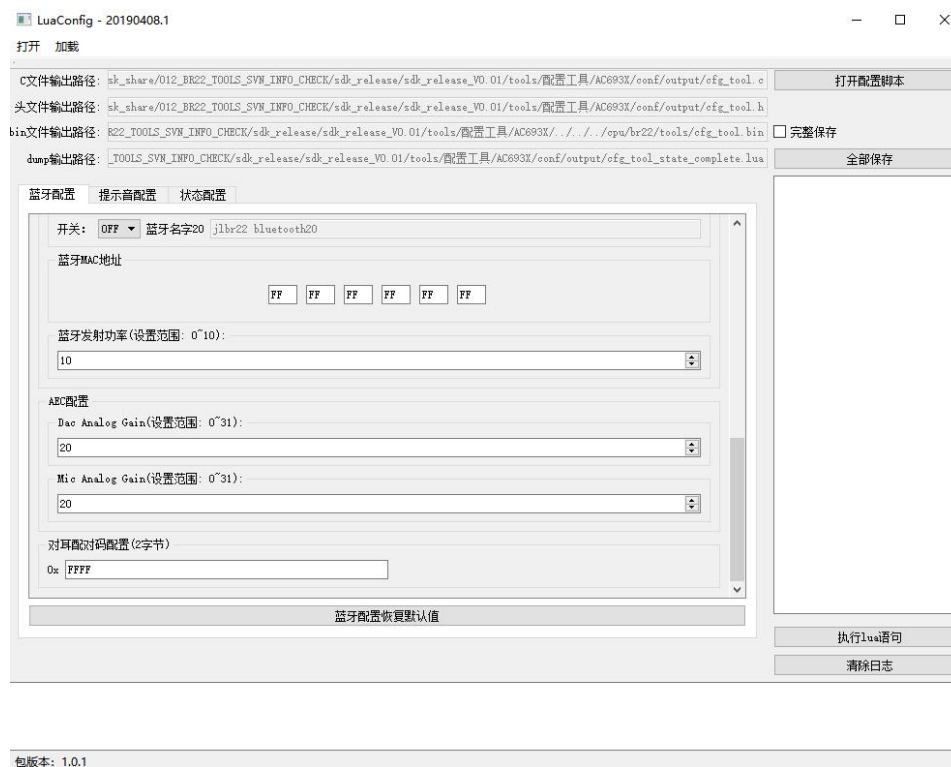 LuaConfig - 20190408.1
打开 加载
C文件输出路径: sk_share/012_BR22_TOOLS_SVN_INFO_CHECK/sdk_release/sdk_release_V0.01/tools/配置工具/AC693X/conf/output/cfg_tool.c 打开配置脚本
头文件输出路径: sk_share/012_BR22_TOOLS_SVN_INFO_CHECK/sdk_release/sdk_release_V0.01/tools/配置工具/AC693X/conf/output/cfg_tool.h
bin文件输出路径: R22_TOOLS_SVN_INFO_CHECK/sdk_release/sdk_release_V0.01/tools/配置工具/AC693X/../../../cpu/br22/tools/cfg_tool.bin 完整保存
dump输出路径: _TOOLS_SVN_INFO_CHECK/sdk_release/sdk_release_V0.01/tools/配置工具/AC693X/conf/output/cfg_tool_state_complete.lua 全部保存
蓝牙配置 提示音配置 状态配置
开关: OFF 蓝牙名字20 jlbr22 bluetooth20
蓝牙MAC地址
FF FF FF FF FF FF
蓝牙发射功率(设置范围: 0~10):
10
AEC配置
Dac Analog Gain(设置范围: 0~31):
20
Mic Analog Gain(设置范围: 0~31):
20
对耳配对码配置(2字节)
0x FFFF
蓝牙配置恢复默认值
执行lua语句
清除日志
包版本: 1.0.1